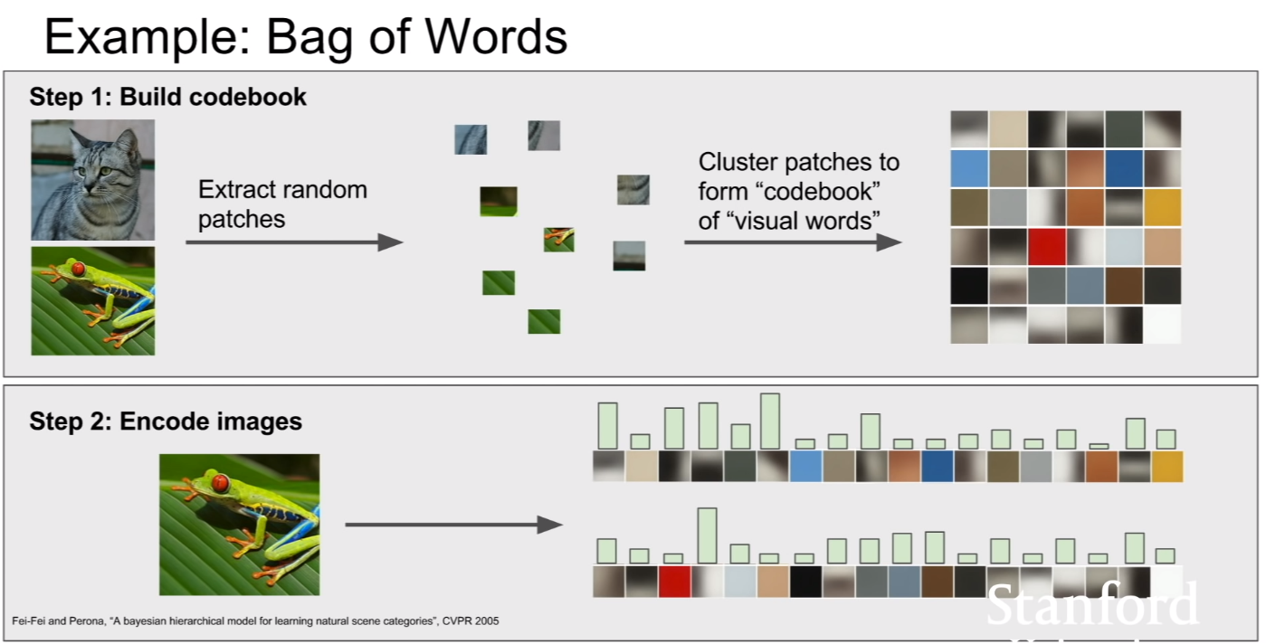 Example: Bag of Words
Step 1: Build codebook
Extract random
patches
Cluster patches to
form “codebook”
of “visual words”
Step 2: Encode images
Fei-Fei and Perona, “A bayesian hierarchical model for learning natural scene categories”, CVPR 2005
Stanford